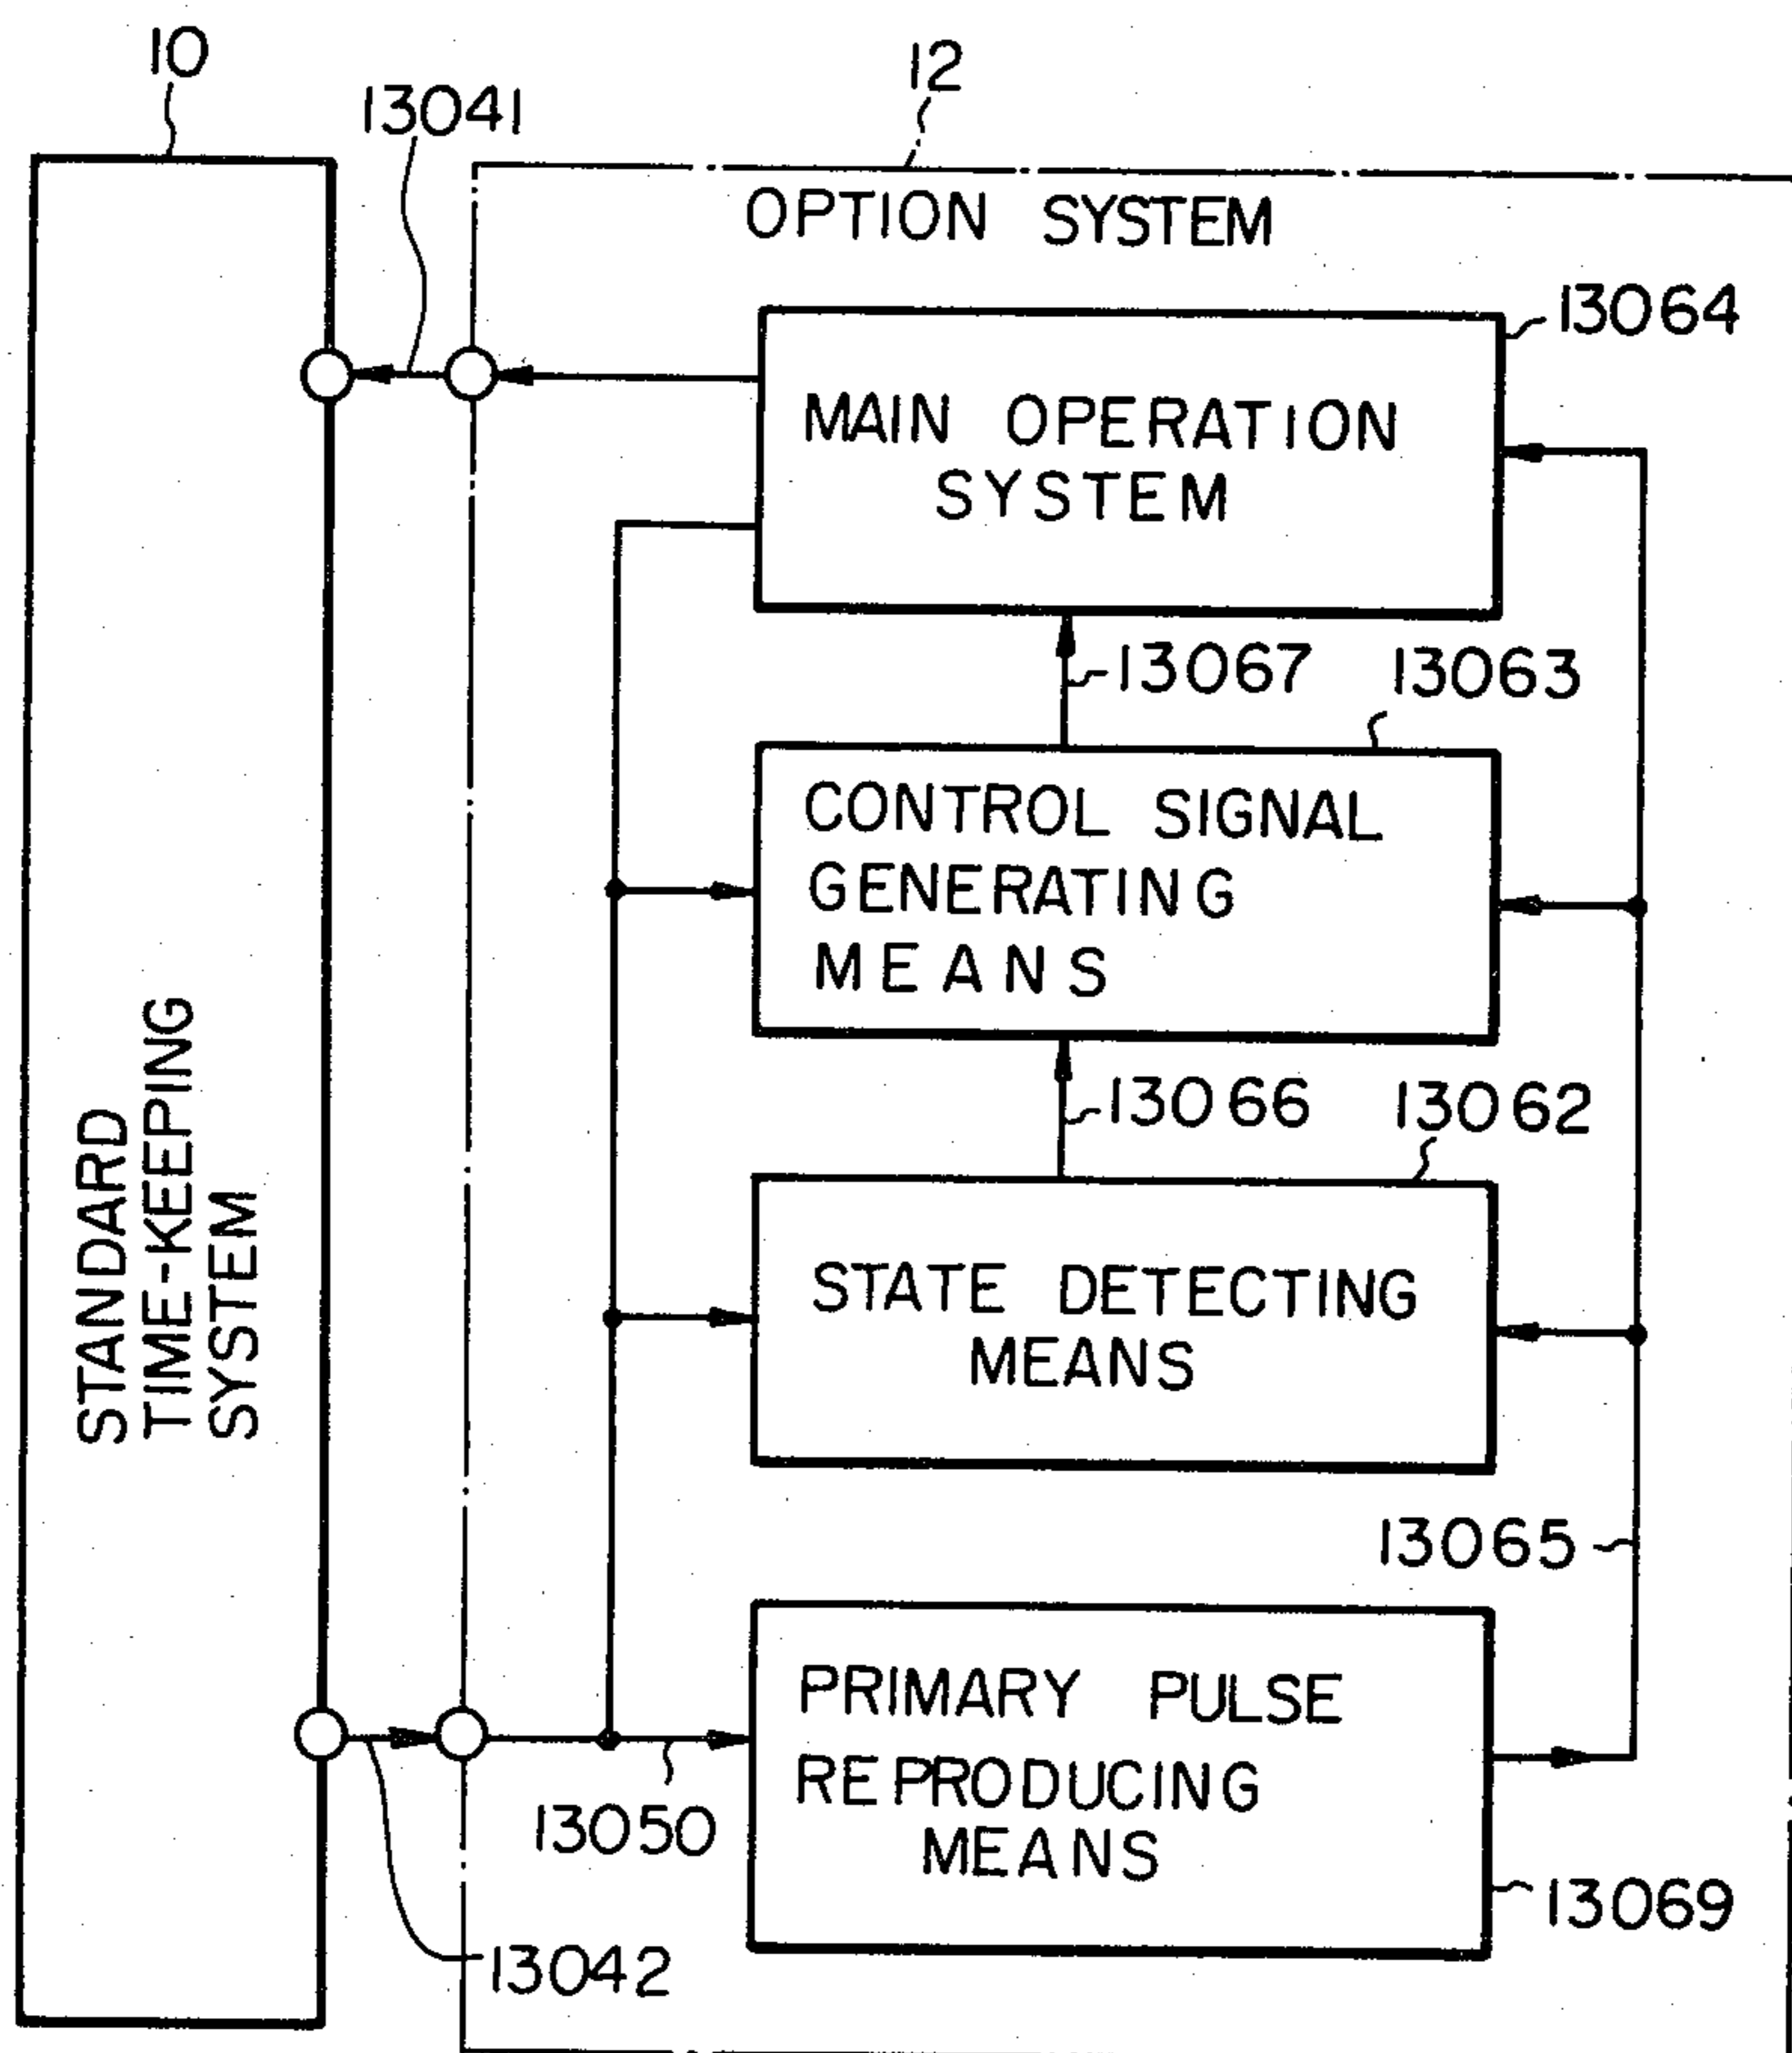 10
12
13041
OPTION SYSTEM
13064
MAIN OPERATION
SYSTEM
13067
13063
CONTROL SIGNAL
GENERATING
MEANS
13066
13062
STATE DETECTING
MEANS
STANDARD
TIME-KEEPING
SYSTEM
13065
PRIMARY PULSE
REPRODUCING
MEANS
13050
13069
13042